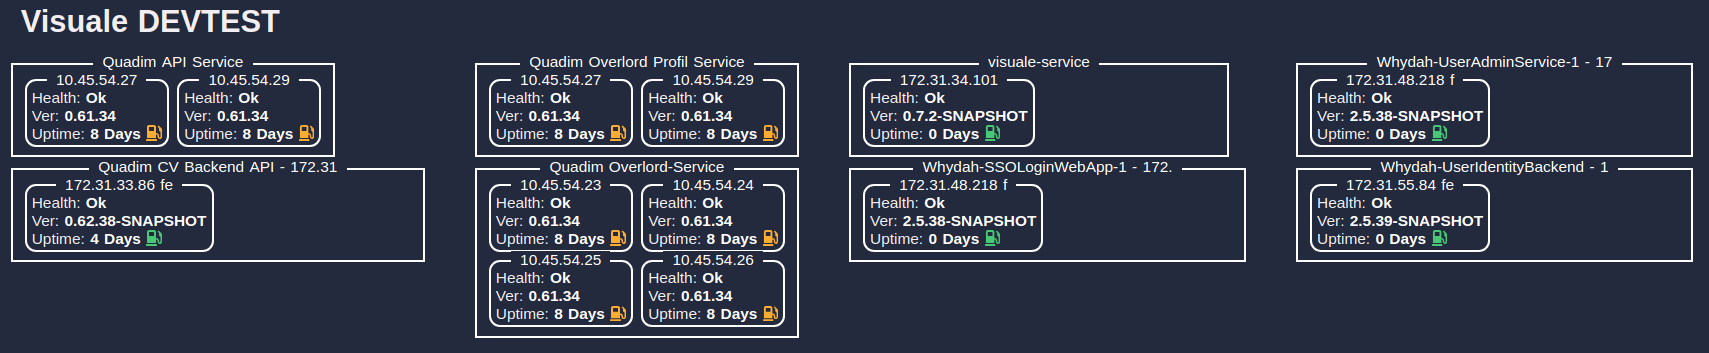 Visuale DEVTEST
Quadim API Service
10.45.54.27
Health: Ok
Ver: 0.61.34
Uptime: 8 Days
10.45.54.29
Health: Ok
Ver: 0.61.34
Uptime: 8 Days
Quadim CV Backend API - 172.31
172.31.33.86 fe
Health: Ok
Ver: 0.62.38-SNAPSHOT
Uptime: 4 Days
Quadim Overlord Profil Service
10.45.54.27
Health: Ok
Ver: 0.61.34
Uptime: 8 Days
10.45.54.29
Health: Ok
Ver: 0.61.34
Uptime: 8 Days
Quadim Overlord-Service
10.45.54.23
Health: Ok
Ver: 0.61.34
Uptime: 8 Days
10.45.54.24
Health: Ok
Ver: 0.61.34
Uptime: 8 Days
10.45.54.25
Health: Ok
Ver: 0.61.34
Uptime: 8 Days
10.45.54.26
Health: Ok
Ver: 0.61.34
Uptime: 8 Days
visuale-service
172.31.34.101
Health: Ok
Ver: 0.7.2-SNAPSHOT
Uptime: 0 Days
Whydah-SSOLoginWebApp-1 - 172.
172.31.48.218 f
Health: Ok
Ver: 2.5.38-SNAPSHOT
Uptime: 0 Days
Whydah-UserAdminService-1 - 17
172.31.48.218 f
Health: Ok
Ver: 2.5.38-SNAPSHOT
Uptime: 0 Days
Whydah-UserIdentityBackend - 1
172.31.55.84 fe
Health: Ok
Ver: 2.5.39-SNAPSHOT
Uptime: 0 Days